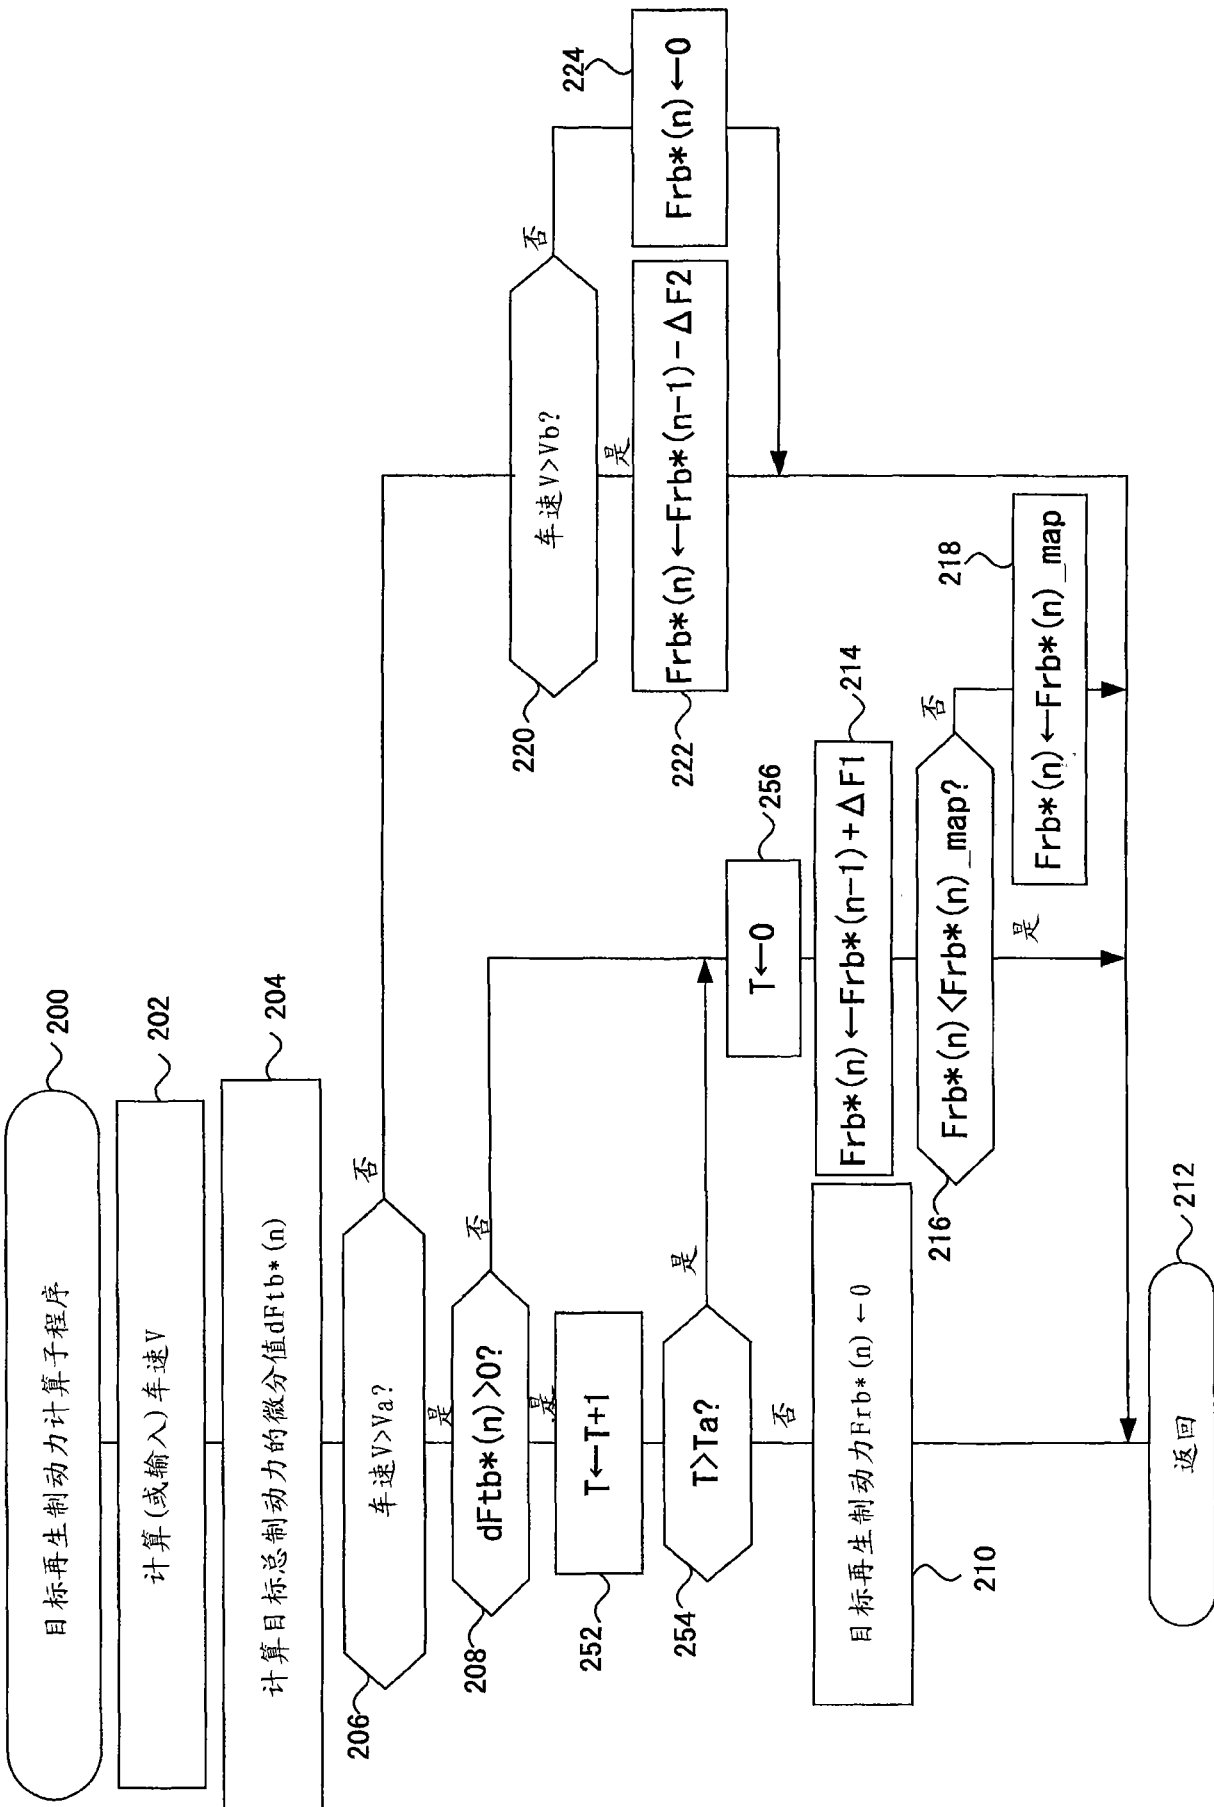 目标再生制动力计算子程序
200
计算(或输入)车速V
202
计算目标总制动力的微分值dFtb*(n)
204
车速V>Va?
206
否
是
dFtb*(n)>0?
208
否
是
T←T+1
252
T>Ta?
254
是
否
目标再生制动力Frb*(n)←0
210
T←0
256
Frb*(n)←Frb*(n-1)+ΔF1
214
Frb*(n)<Frb*(n)_map?
216
否
是
Frb*(n)←Frb*(n)_map
218
车速V>Vb?
220
否
是
Frb*(n)←Frb*(n-1)-ΔF2
222
Frb*(n)←0
224
返回
212